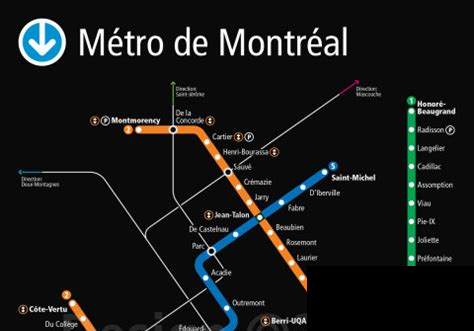 Métro de Montréal
Direction:
Saint-Jérôme
Direction:
Mascouche
De la
Concorde
P
Montmorency
2
Cartier
P
Henri-Bourassa
Sauvé
Direction:
Deux-Montagnes
Crémazie
Jarry
5
Saint-Michel
D'Iberville
Fabre
Jean-Talon
De Castelnau
Beaubien
Parc
Rosemont
Laurier
Acadie
Outremont
Édouard-
Berri-UQA
2
Côte-Vertu
Du Collège
1
Honoré-
Beaugrand
Radisson
P
Langelier
Cadillac
Assomption
Viau
Pie-IX
Joliette
Préfontaine